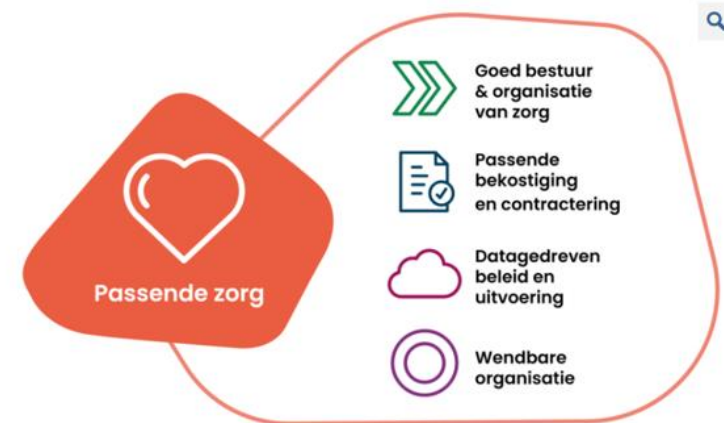 Passende zorg
Goed bestuur
& organisatie
van zorg
Passende
bekostiging
en contractering
Datagedreven
beleid en
uitvoering
Wendbare
organisatie